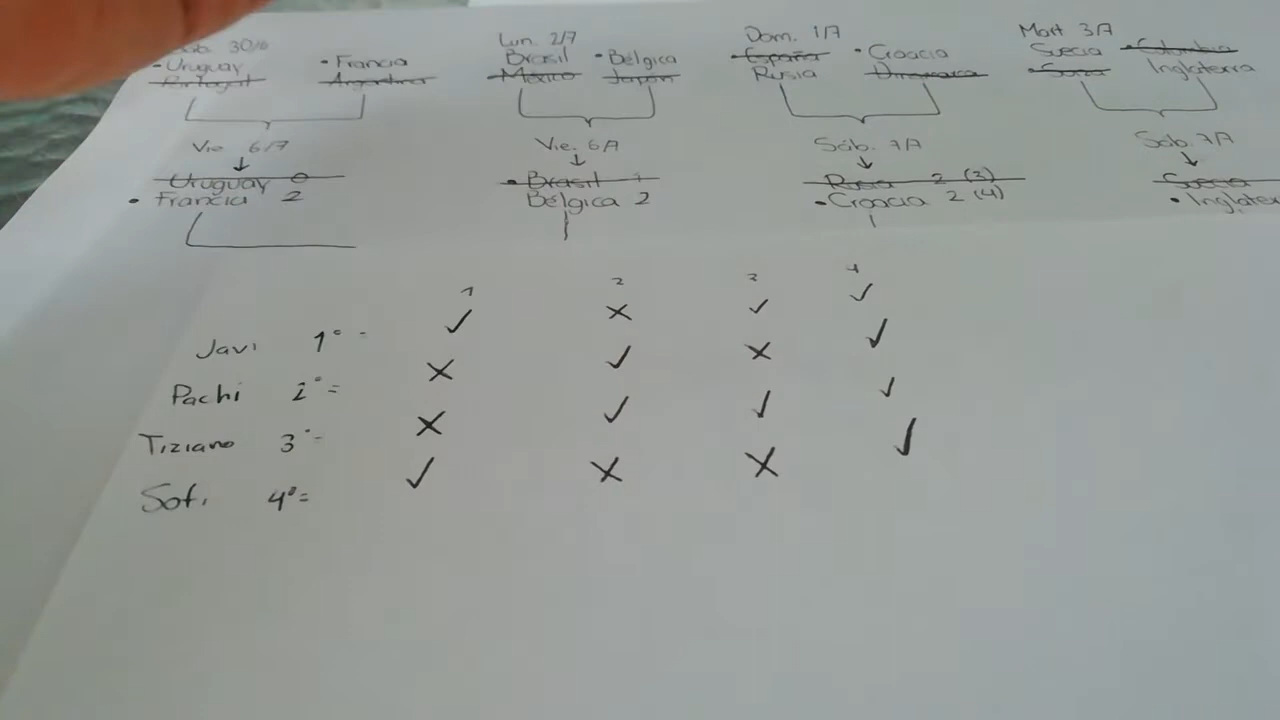 Sáb. 30/6
• Uruguay
Portugal
• Francia
Argentina
Lun. 2/7
Brasil
México
• Bélgica
Japón
Dom. 1/7
• España
Rusia
• Croacia
Dinamarca
Mart 3/7
Suecia
Suiza
• Colombia
Inglaterra
Vie 6/7
Vie. 6/7
Sáb. 7/7
Sáb. 7/7
Uruguay 0
• Francia 2
• Brasil 1
Bélgica 2
Rusia 2 (3)
• Croacia 2 (4)
Suecia
• Inglater
1 2 3 4
Javi 1° = ✓ X ✓ ✓
Pachi 2° = X ✓ X ✓
Tiziano 3° = X ✓ ✓ ✓
Sofi 4° = ✓ X X ✓